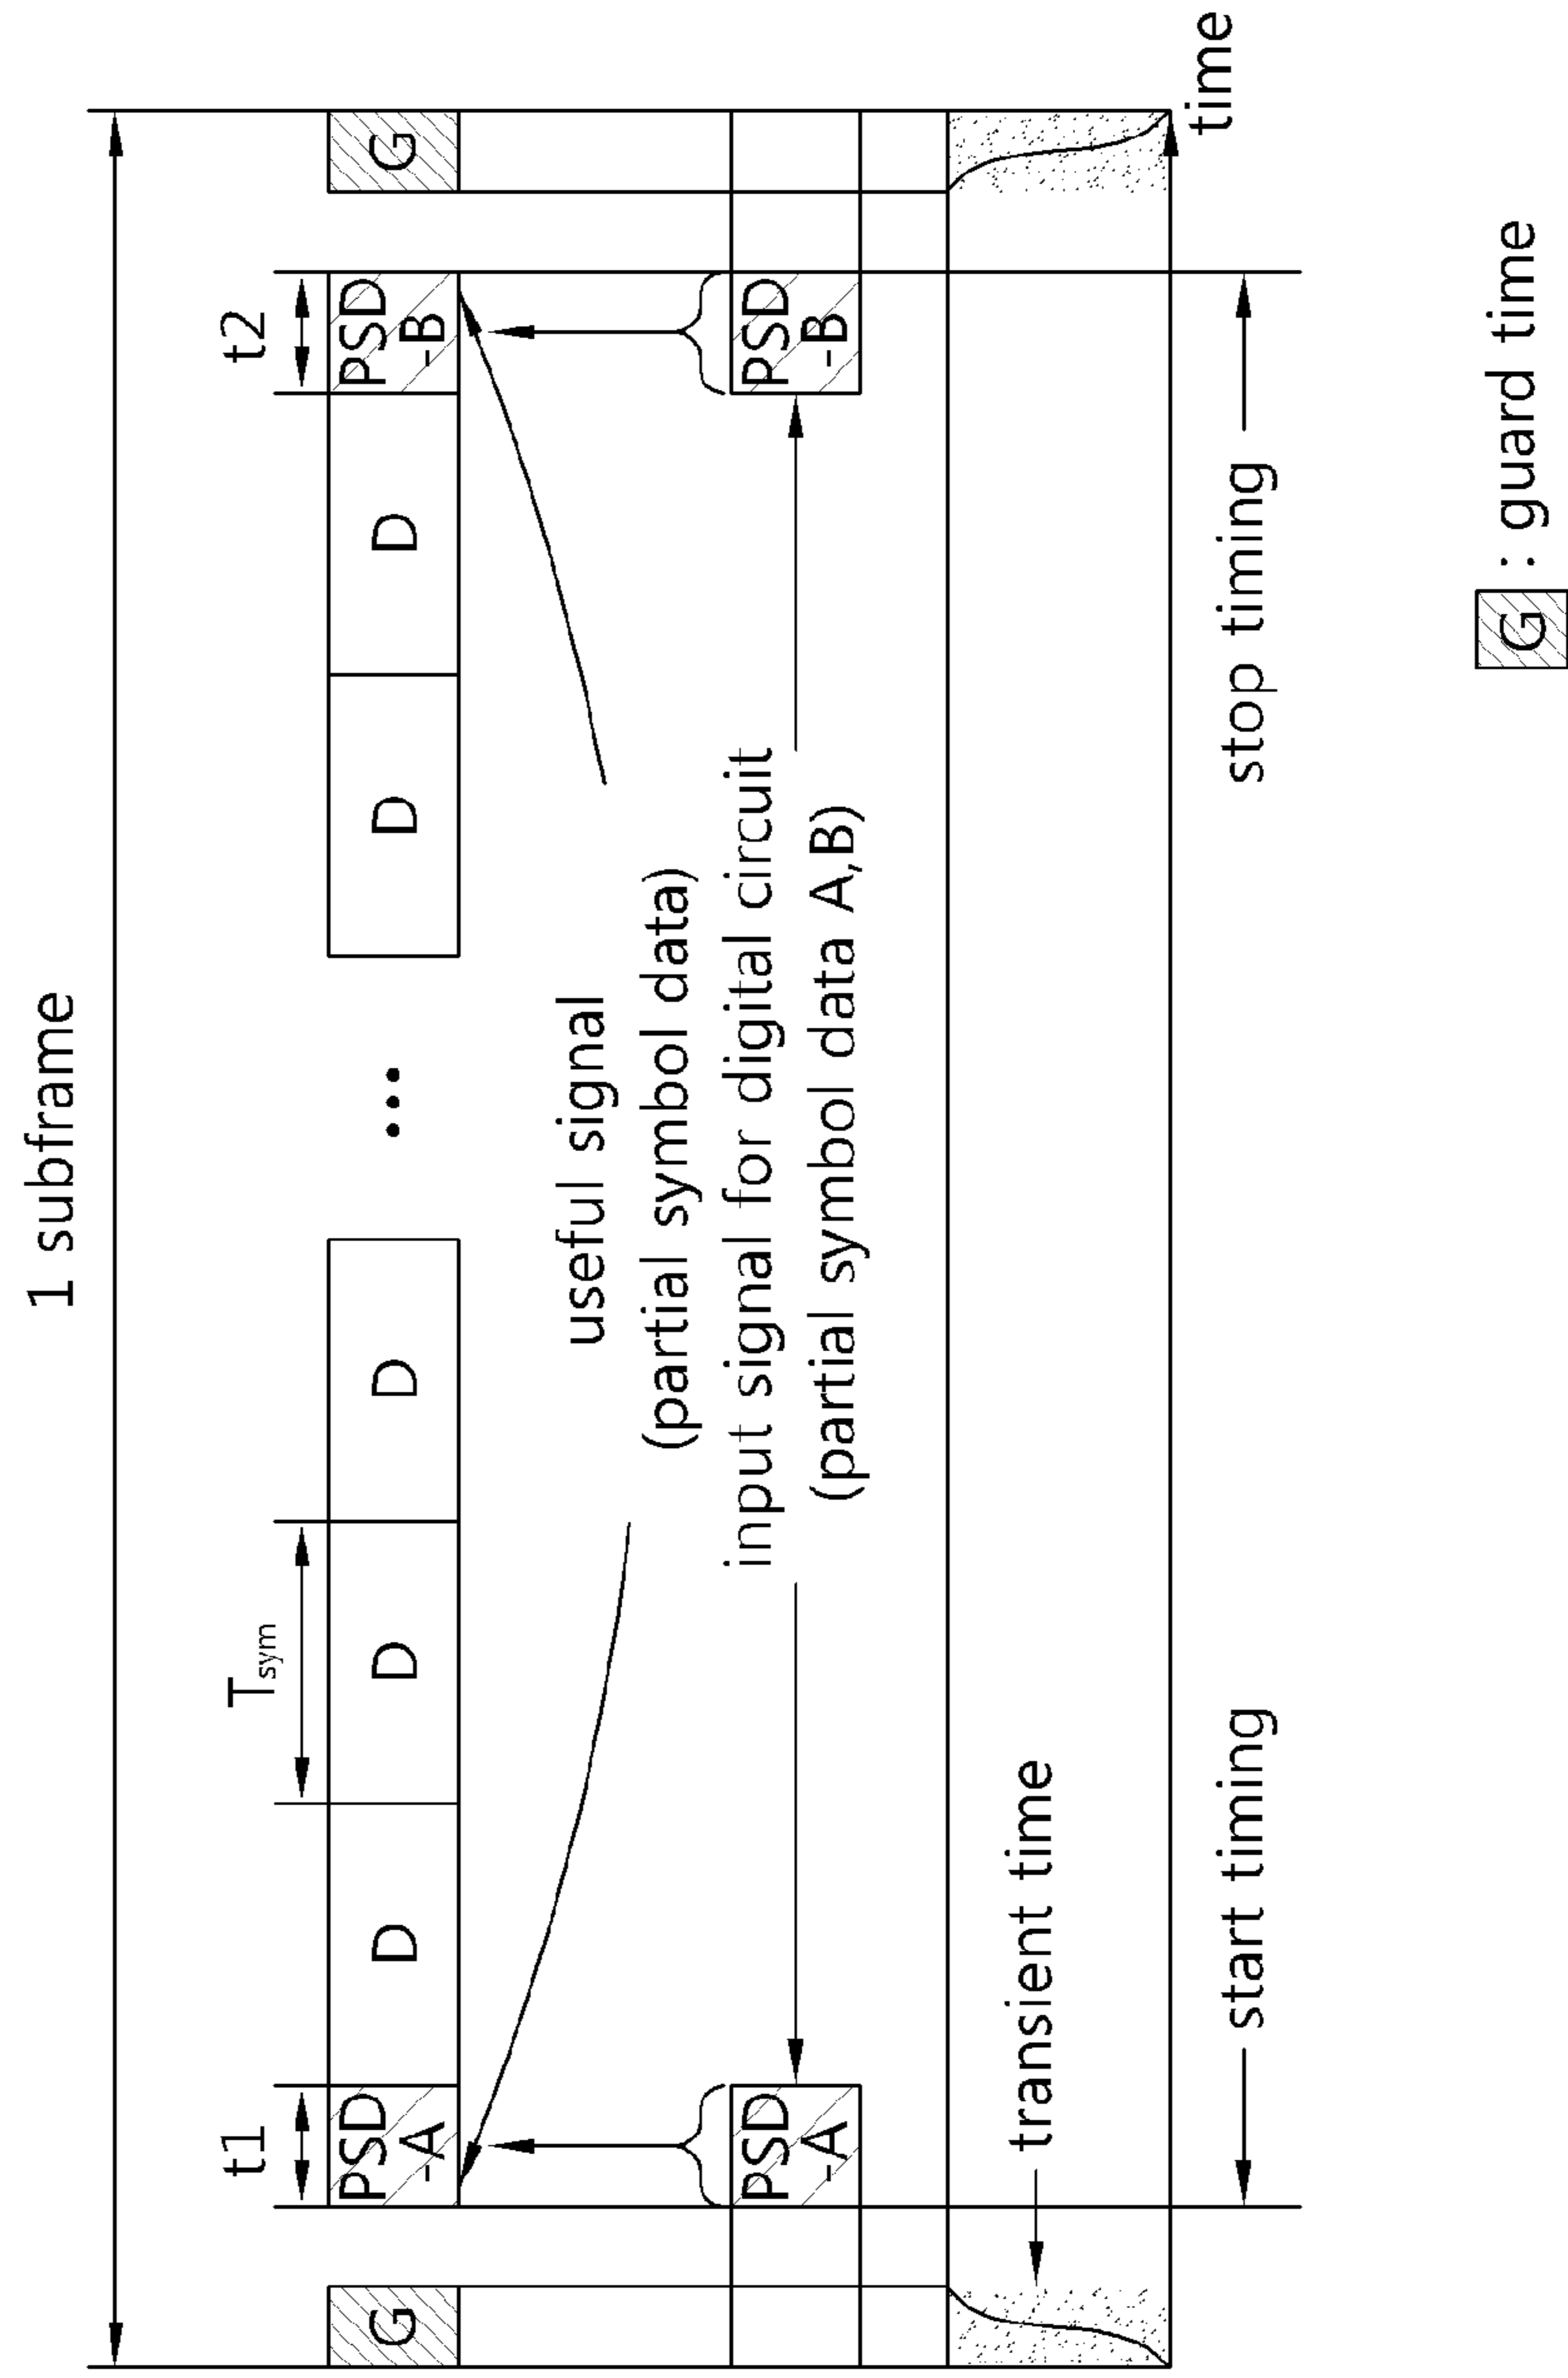 1 subframe
t1
Tsym
t2
G
PSD
-A
D
D
D
...
D
D
PSD
-B
G
useful signal
(partial symbol data)
input signal for digital circuit
(partial symbol data A,B)
PSD
-A
PSD
-B
transient time
time
start timing
stop timing
G : guard time